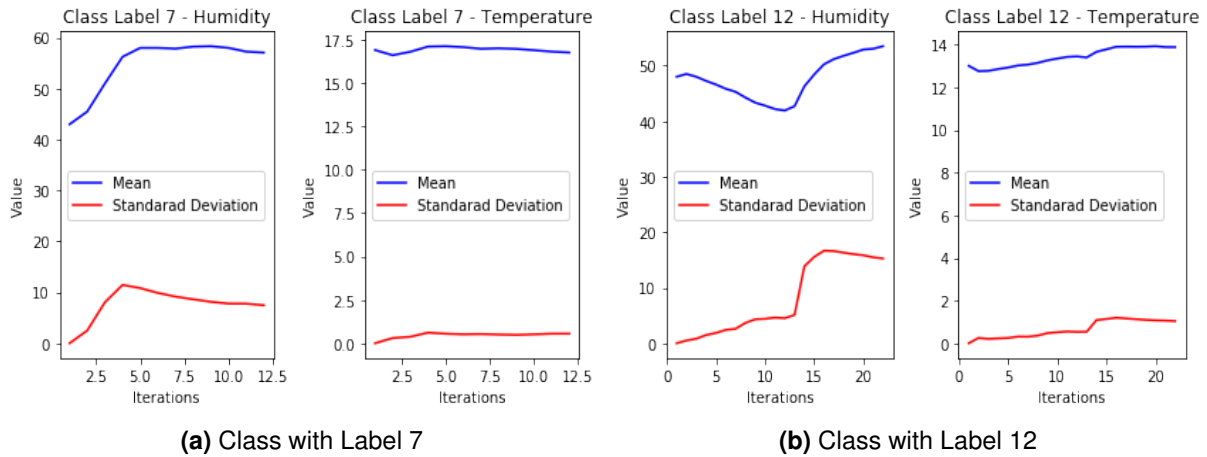 Class Label 7 - Humidity
60
50
40
30
20
10
0
Value
Mean
Standarad Deviation
2.5 5.0 7.5 10.0 12.5
Iterations
Class Label 7 - Temperature
17.5
15.0
12.5
10.0
7.5
5.0
2.5
0.0
Value
Mean
Standarad Deviation
2.5 5.0 7.5 10.0 12.5
Iterations
(a) Class with Label 7
Class Label 12 - Humidity
50
40
30
20
10
0
Value
Mean
Standarad Deviation
0 5 10 15 20
Iterations
Class Label 12 - Temperature
14
12
10
8
6
4
2
0
Value
Mean
Standarad Deviation
0 5 10 15 20
Iterations
(b) Class with Label 12